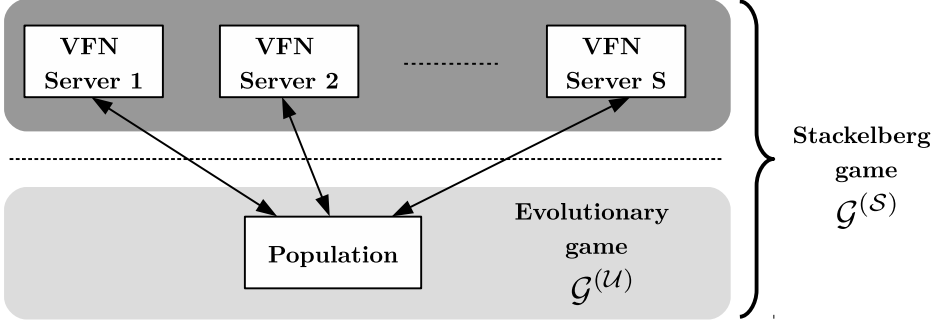 VFN
Server 1
VFN
Server 2
VFN
Server S
Stackelberg
game
𝒢^(𝒮)
Evolutionary
game
𝒢^(𝒰)
Population